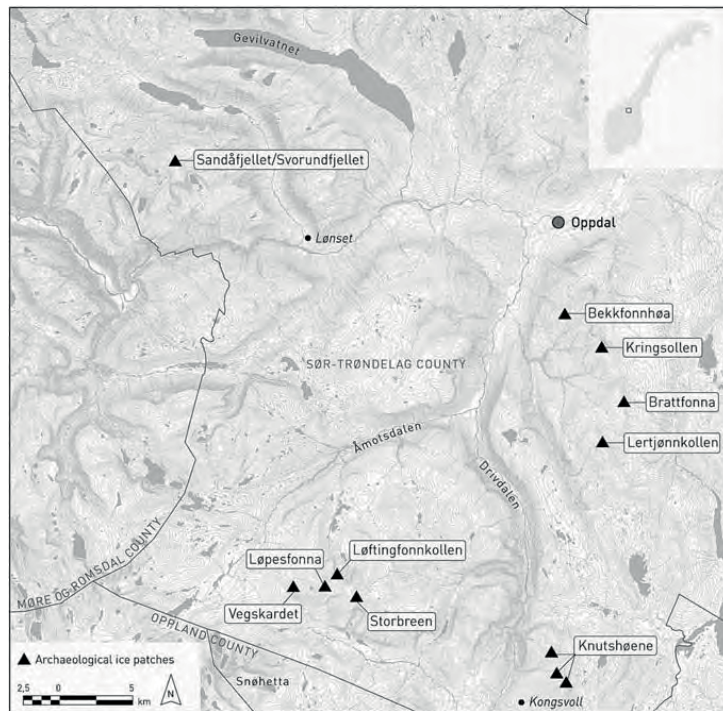 Gevilvatnet
Sandåfjellet/Svorundfjellet
Oppdal
Lønset
Bekkfonnhøa
Kringsollen
SØR-TRØNDELAG COUNTY
Brattfonna
Åmotsdalen
Lertjønnkollen
Drivdalen
Løpesfonna
Løftingfonnkollen
MØRE OG ROMSDAL COUNTY
Vegskardet
Storbreen
OPPLAND COUNTY
Knutshøene
Archaeological ice patches
Snøhetta
2,5 0 5
km
N
Kongsvoll